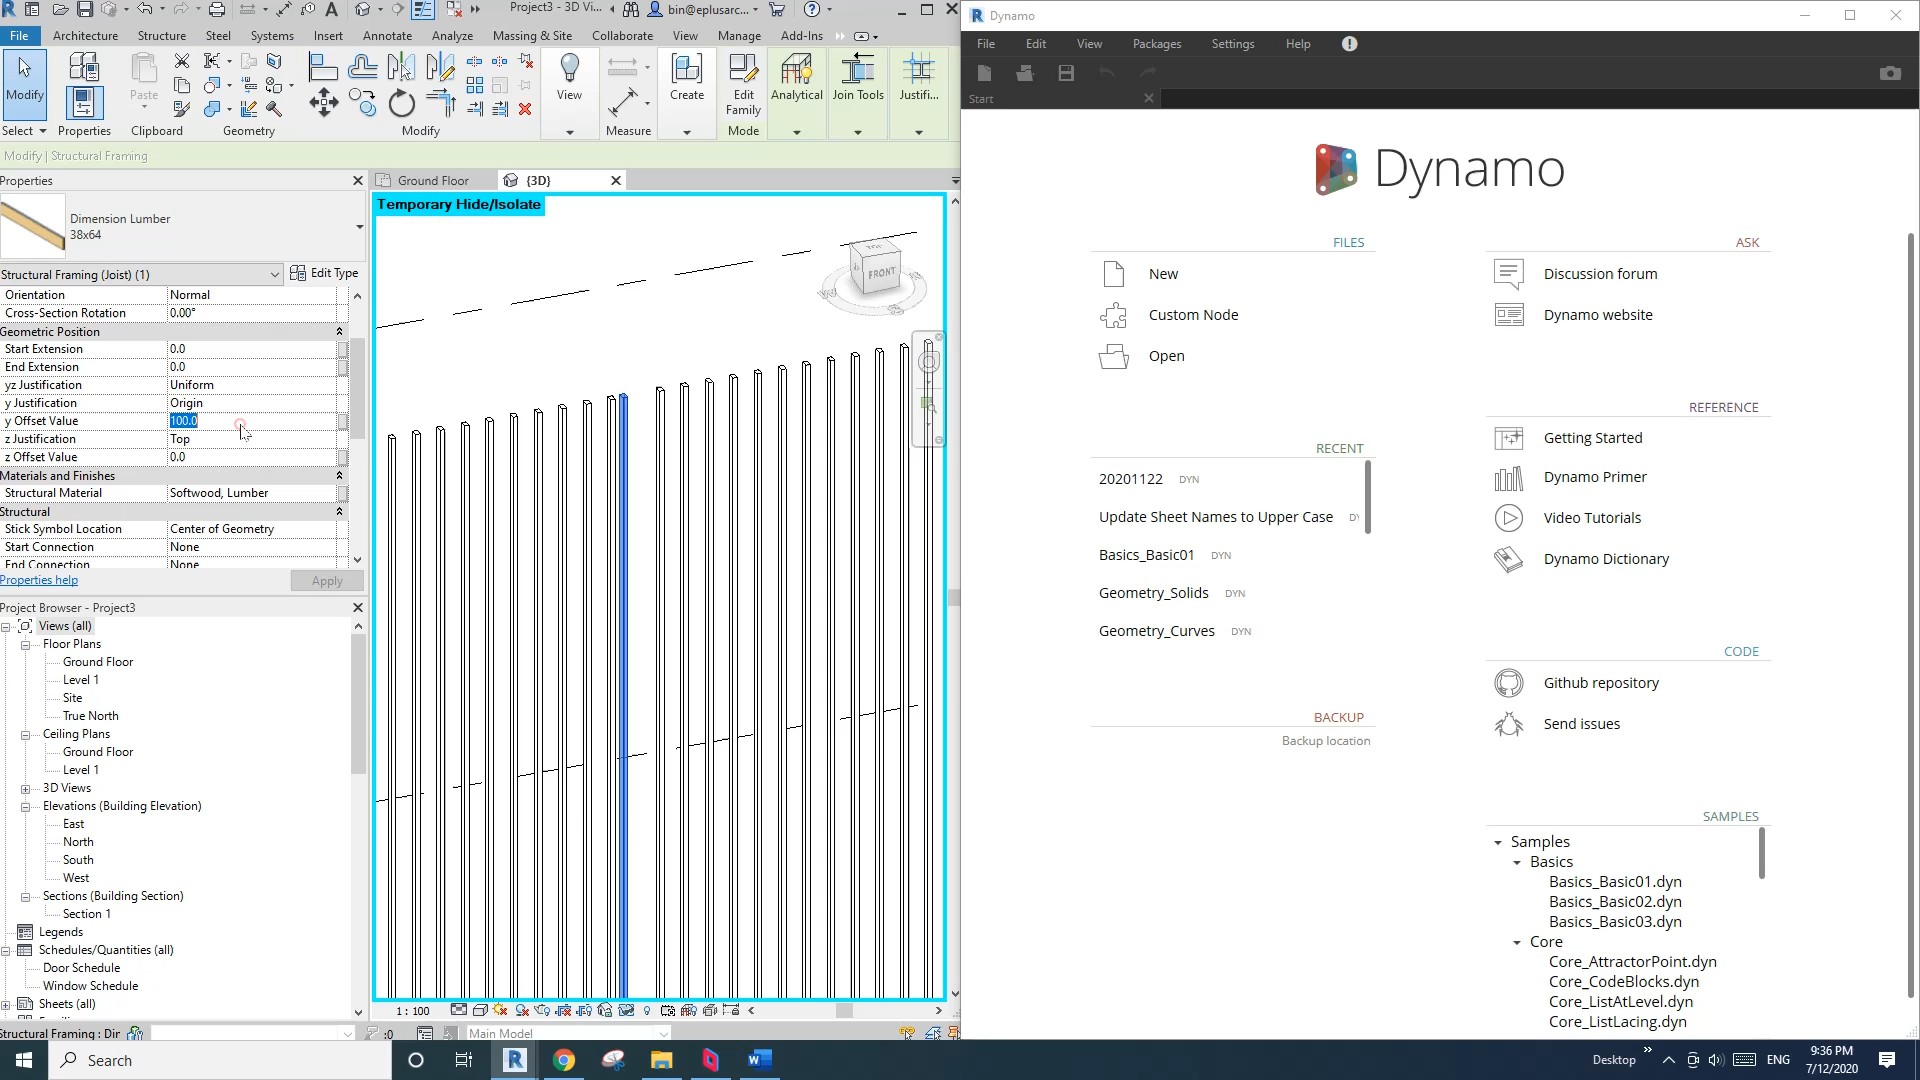 Project3 - 3D Vi...
bin@eplusarc...
File
Architecture
Structure
Steel
Systems
Insert
Annotate
Analyze
Massing & Site
Collaborate
View
Manage
Add-Ins
Modify
Paste
View
Create
Edit
Family
Analytical
Join Tools
Justifi...
Select
Properties
Clipboard
Geometry
Modify
Measure
Mode
Modify | Structural Framing
Properties
Dimension Lumber
38x64
Structural Framing (Joist) (1)
Edit Type
Orientation Normal
Cross-Section Rotation 0.00°
Geometric Position
Start Extension 0.0
End Extension 0.0
yz Justification Uniform
y Justification Origin
y Offset Value 100.0
z Justification Top
z Offset Value 0.0
Materials and Finishes
Structural Material Softwood, Lumber
Structural
Stick Symbol Location Center of Geometry
Start Connection None
End Connection None
Properties help
Apply
Project Browser - Project3
Views (all)
Floor Plans
Ground Floor
Level 1
Site
True North
Ceiling Plans
Ground Floor
Level 1
3D Views
Elevations (Building Elevation)
East
North
South
West
Sections (Building Section)
Section 1
Legends
Schedules/Quantities (all)
Door Schedule
Window Schedule
Sheets (all)
Structural Framing : Dir
Ground Floor
{3D}
Temporary Hide/Isolate
TOP
FRONT
W
S
1 : 100
:0
Main Model
Dynamo
File
Edit
View
Packages
Settings
Help
Start
Dynamo
FILES
New
Custom Node
Open
RECENT
20201122 DYN
Update Sheet Names to Upper Case DY
Basics_Basic01 DYN
Geometry_Solids DYN
Geometry_Curves DYN
BACKUP
Backup location
ASK
Discussion forum
Dynamo website
REFERENCE
Getting Started
Dynamo Primer
Video Tutorials
Dynamo Dictionary
CODE
Github repository
Send issues
SAMPLES
Samples
Basics
Basics_Basic01.dyn
Basics_Basic02.dyn
Basics_Basic03.dyn
Core
Core_AttractorPoint.dyn
Core_CodeBlocks.dyn
Core_ListAtLevel.dyn
Core_ListLacing.dyn
Search
Desktop
ENG
9:36 PM
7/12/2020